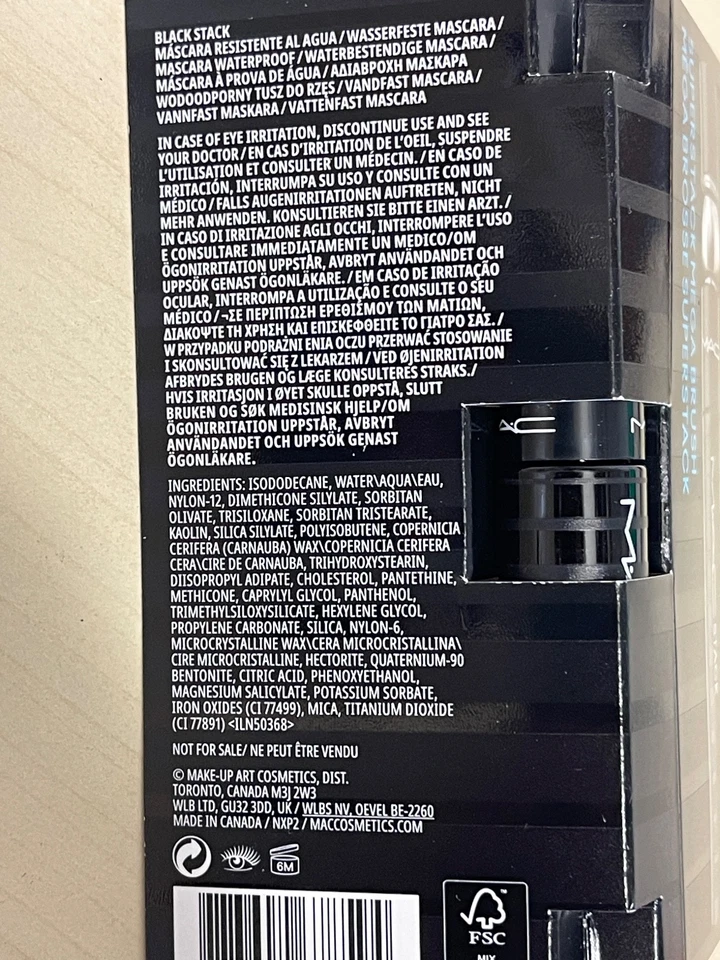 BLACK STACK
MÁSCARA RESISTENTE AL AGUA / WASSERFESTE MASCARA /
MASCARA WATERPROOF / WATERBESTENDIGE MASCARA /
MÁSCARA À PROVA DE ÁGUA / ΑΔΙΑΒΡΟΧΗ ΜΑΣΚΑΡΑ
WODOODPORNY TUSZ DO RZĘS / VANDFAST MASCARA /
VANNFAST MASKARA / VATTENFAST MASCARA
IN CASE OF EYE IRRITATION, DISCONTINUE USE AND SEE
YOUR DOCTOR / EN CAS D'IRRITATION DE L'OEIL, SUSPENDRE
L'UTILISATION ET CONSULTER UN MÉDECIN. / EN CASO DE
IRRITACIÓN, INTERRUMPA SU USO Y CONSULTE CON UN
MÉDICO / FALLS AUGENIRRITATIONEN AUFTRETEN, NICHT
MEHR ANWENDEN. KONSULTIEREN SIE BITTE EINEN ARZT. /
IN CASO DI IRRITAZIONE AGLI OCCHI, INTERROMPERE L'USO
E CONSULTARE IMMEDIATAMENTE UN MEDICO/OM
ÖGONIRRITATION UPPSTÅR, AVBRYT ANVÄNDANDET OCH
UPPSÖK GENAST ÖGONLÄKARE. / EM CASO DE IRRITAÇÃO
OCULAR, INTERROMPA A UTILIZAÇÃO E CONSULTE O SEU
MÉDICO / ¬ΣΕ ΠΕΡΙΠΤΩΣΗ ΕΡΕΘΙΣΜΟΥ ΤΩΝ ΜΑΤΙΩΝ,
ΔΙΑΚΟΨΤΕ ΤΗ ΧΡΗΣΗ ΚΑΙ ΕΠΙΣΚΕΦΘΕΙΤΕ ΤΟ ΓΙΑΤΡΟ ΣΑΣ. /
W PRZYPADKU PODRAŻNI ENIA OCZU PRZERWAĆ STOSOWANIE
I SKONSULTOWAĆ SIĘ Z LEKARZEM / VED ØJENIRRITATION
AFBRYDES BRUGEN OG LÆGE KONSULTERES STRAKS. /
HVIS IRRITASJON I ØYET SKULLE OPPSTÅ, SLUTT
BRUKEN OG SØK MEDISINSK HJELP/OM
ÖGONIRRITATION UPPSTÅR, AVBRYT
ANVÄNDANDET OCH UPPSÖK GENAST
ÖGONLÄKARE.
INGREDIENTS: ISODODECANE, WATER\AQUA\EAU,
NYLON-12, DIMETHICONE SILYLATE, SORBITAN
OLIVATE, TRISILOXANE, SORBITAN TRISTEARATE,
KAOLIN, SILICA SILYLATE, POLYISOBUTENE, COPERNICIA
CERIFERA (CARNAUBA) WAX\COPERNICIA CERIFERA
CERA\CIRE DE CARNAUBA, TRIHYDROXYSTEARIN,
DIISOPROPYL ADIPATE, CHOLESTEROL, PANTETHINE,
METHICONE, CAPRYLYL GLYCOL, PANTHENOL,
TRIMETHYLSILOXYSILICATE, HEXYLENE GLYCOL,
PROPYLENE CARBONATE, SILICA, NYLON-6,
MICROCRYSTALLINE WAX\CERA MICROCRISTALLINA\
CIRE MICROCRISTALLINE, HECTORITE, QUATERNIUM-90
BENTONITE, CITRIC ACID, PHENOXYETHANOL,
MAGNESIUM SALICYLATE, POTASSIUM SORBATE,
IRON OXIDES (CI 77499), MICA, TITANIUM DIOXIDE
(CI 77891) <ILN50368>
NOT FOR SALE/ NE PEUT ÊTRE VENDU
© MAKE-UP ART COSMETICS, DIST.
TORONTO, CANADA M3J 2W3
WLB LTD, GU32 3DD, UK / WLBS NV. OEVEL BE-2260
MADE IN CANADA / NXP2 / MACCOSMETICS.COM
6M
FSC
MIX
SUPERSTACK MEGA BRUSH
MÉGA BROSSE SUPERSTACK